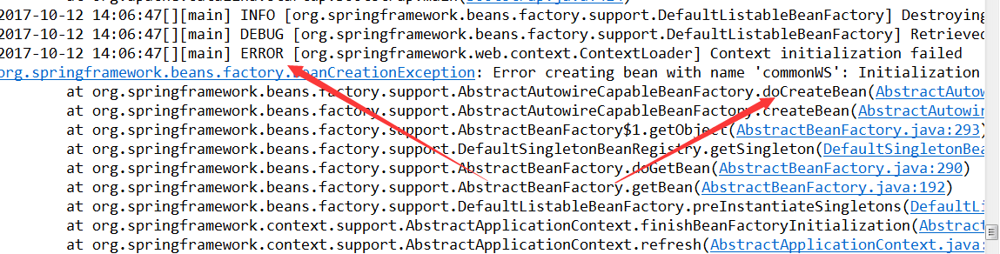 2017-10-12 14:06:47[][main] INFO [org.springframework.beans.factory.support.DefaultListableBeanFactory] Destroying
2017-10-12 14:06:47[][main] DEBUG [org.springframework.beans.factory.support.DefaultListableBeanFactory] Retrieved
2017-10-12 14:06:47[][main] ERROR [org.springframework.web.context.ContextLoader] Context initialization failed
org.springframework.beans.factory.BeanCreationException: Error creating bean with name 'commonWS': Initialization
at org.springframework.beans.factory.support.AbstractAutowireCapableBeanFactory.doCreateBean(AbstractAutow
at org.springframework.beans.factory.support.AbstractAutowireCapableBeanFactory.createBean(AbstractAutowir
at org.springframework.beans.factory.support.AbstractBeanFactory$1.getObject(AbstractBeanFactory.java:293)
at org.springframework.beans.factory.support.DefaultSingletonBeanRegistry.getSingleton(DefaultSingletonBea
at org.springframework.beans.factory.support.AbstractBeanFactory.doGetBean(AbstractBeanFactory.java:290)
at org.springframework.beans.factory.support.AbstractBeanFactory.getBean(AbstractBeanFactory.java:192)
at org.springframework.beans.factory.support.DefaultListableBeanFactory.preInstantiateSingletons(DefaultLi
at org.springframework.context.support.AbstractApplicationContext.finishBeanFactoryInitialization(Abstract
at org.springframework.context.support.AbstractApplicationContext.refresh(AbstractApplicationContext.java: